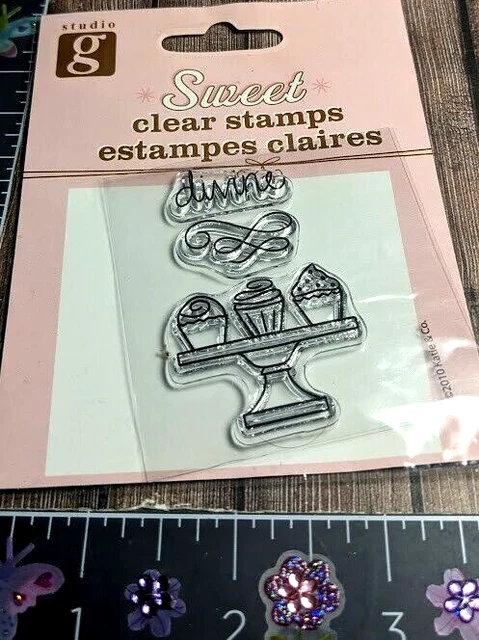 studio
g
Sweet
clear stamps
estampes claires
divine
©2010 katie & co.
1 2 3